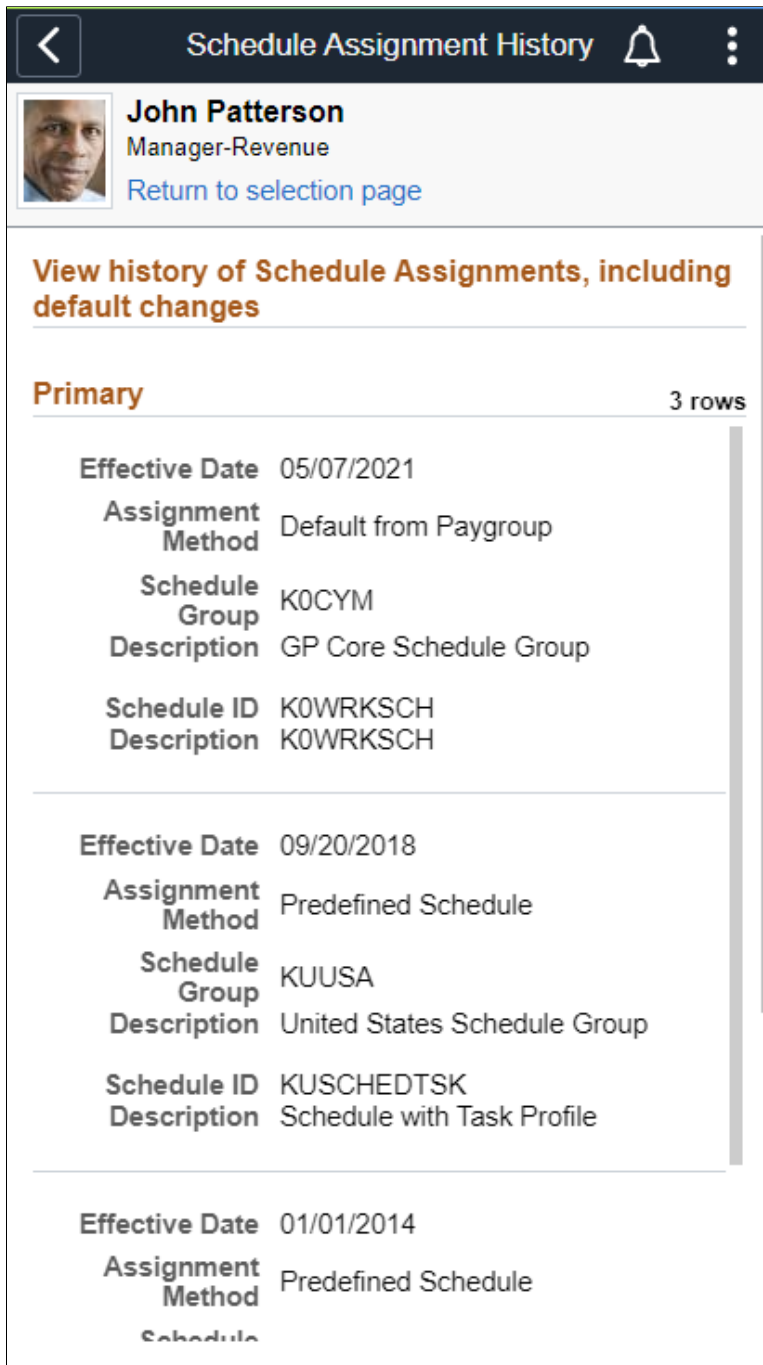 Schedule Assignment History
John Patterson
Manager-Revenue
Return to selection page
View history of Schedule Assignments, including
default changes
Primary
3 rows
Effective Date 05/07/2021
Assignment
Method Default from Paygroup
Schedule
Group K0CYM
Description GP Core Schedule Group
Schedule ID K0WRKSCH
Description K0WRKSCH
Effective Date 09/20/2018
Assignment
Method Predefined Schedule
Schedule
Group KUUSA
Description United States Schedule Group
Schedule ID KUSCHEDTSK
Description Schedule with Task Profile
Effective Date 01/01/2014
Assignment
Method Predefined Schedule
Schedule